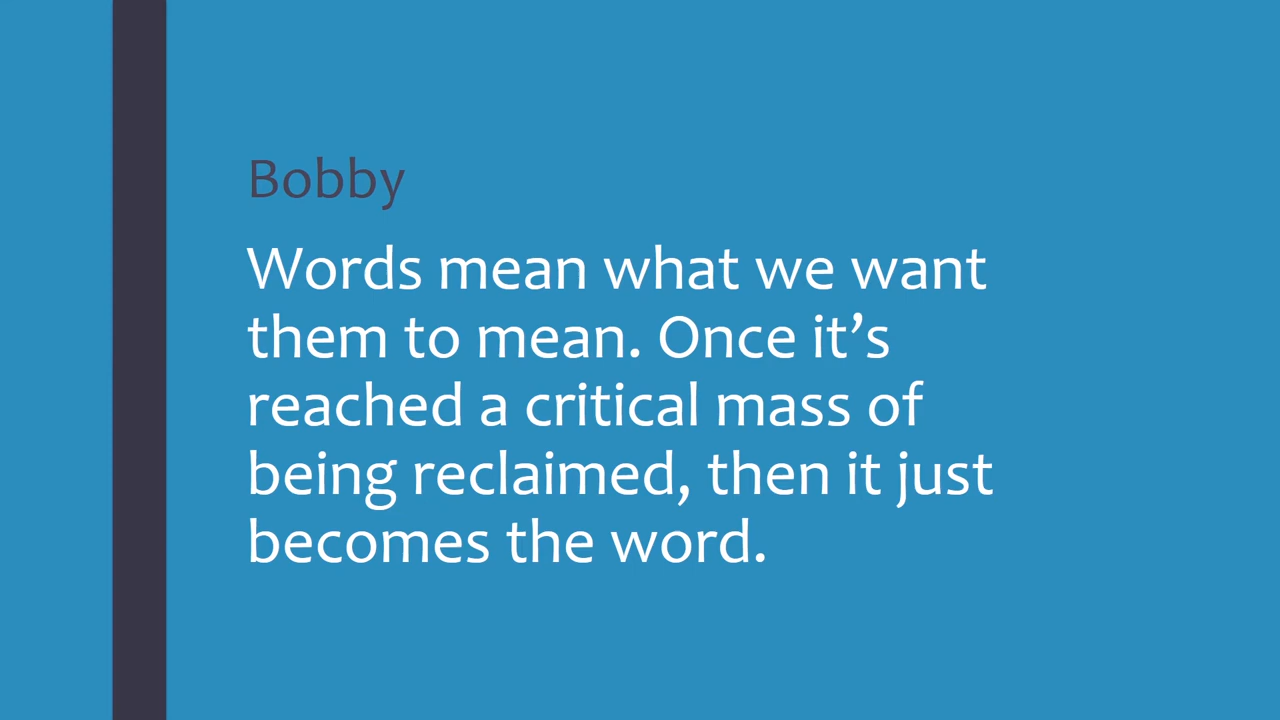 Bobby
Words mean what we want
them to mean. Once it’s
reached a critical mass of
being reclaimed, then it just
becomes the word.